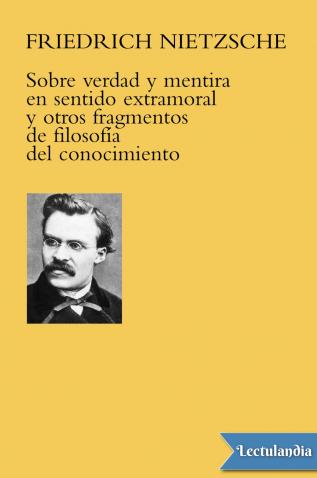 FRIEDRICH NIETZSCHE
Sobre verdad y mentira
en sentido extramoral
y otros fragmentos
de filosofía
del conocimiento
Lectulandia